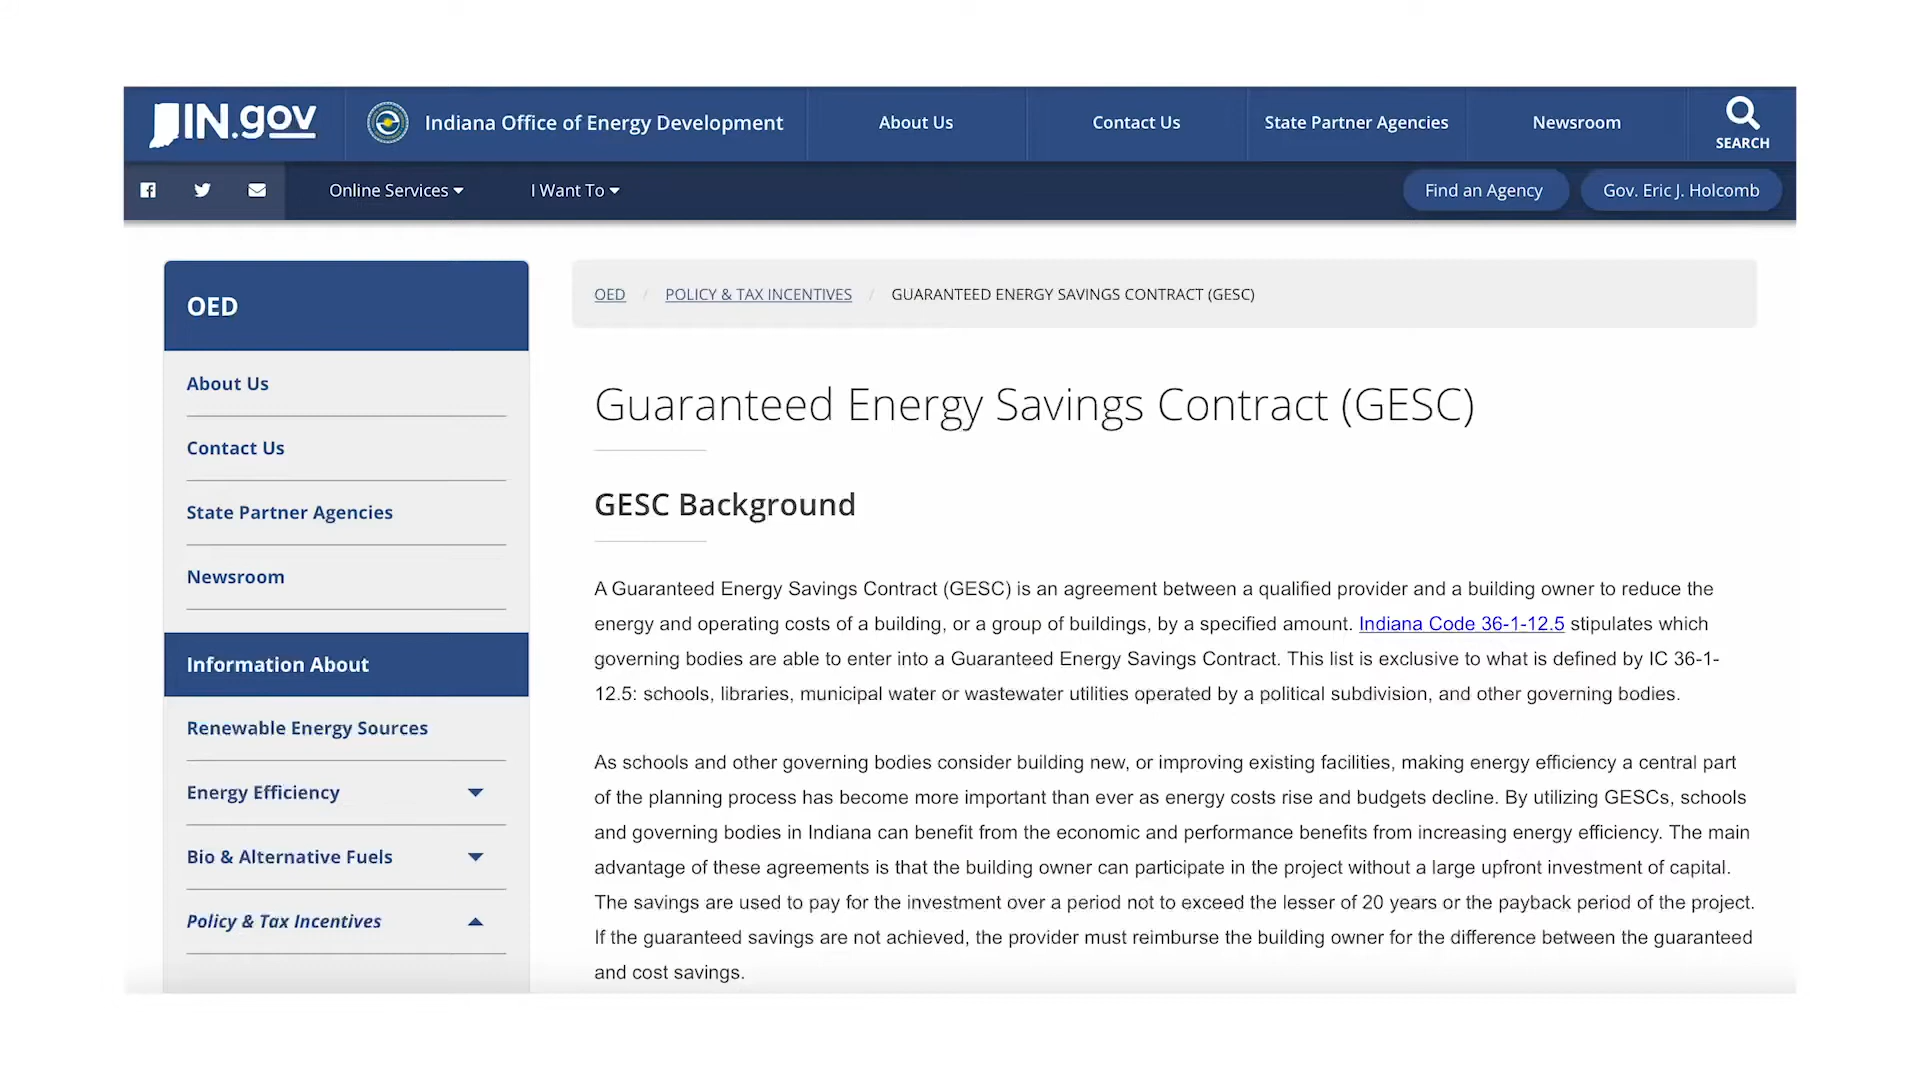 IN.gov
Indiana Office of Energy Development
About Us
Contact Us
State Partner Agencies
Newsroom
SEARCH
Online Services
I Want To
Find an Agency
Gov. Eric J. Holcomb
OED
About Us
Contact Us
State Partner Agencies
Newsroom
Information About
Renewable Energy Sources
Energy Efficiency
Bio & Alternative Fuels
Policy & Tax Incentives
OED / POLICY & TAX INCENTIVES / GUARANTEED ENERGY SAVINGS CONTRACT (GESC)
Guaranteed Energy Savings Contract (GESC)
GESC Background
A Guaranteed Energy Savings Contract (GESC) is an agreement between a qualified provider and a building owner to reduce the
energy and operating costs of a building, or a group of buildings, by a specified amount. Indiana Code 36-1-12.5 stipulates which
governing bodies are able to enter into a Guaranteed Energy Savings Contract. This list is exclusive to what is defined by IC 36-1-
12.5: schools, libraries, municipal water or wastewater utilities operated by a political subdivision, and other governing bodies.
As schools and other governing bodies consider building new, or improving existing facilities, making energy efficiency a central part
of the planning process has become more important than ever as energy costs rise and budgets decline. By utilizing GESCs, schools
and governing bodies in Indiana can benefit from the economic and performance benefits from increasing energy efficiency. The main
advantage of these agreements is that the building owner can participate in the project without a large upfront investment of capital.
The savings are used to pay for the investment over a period not to exceed the lesser of 20 years or the payback period of the project.
If the guaranteed savings are not achieved, the provider must reimburse the building owner for the difference between the guaranteed
and cost savings.